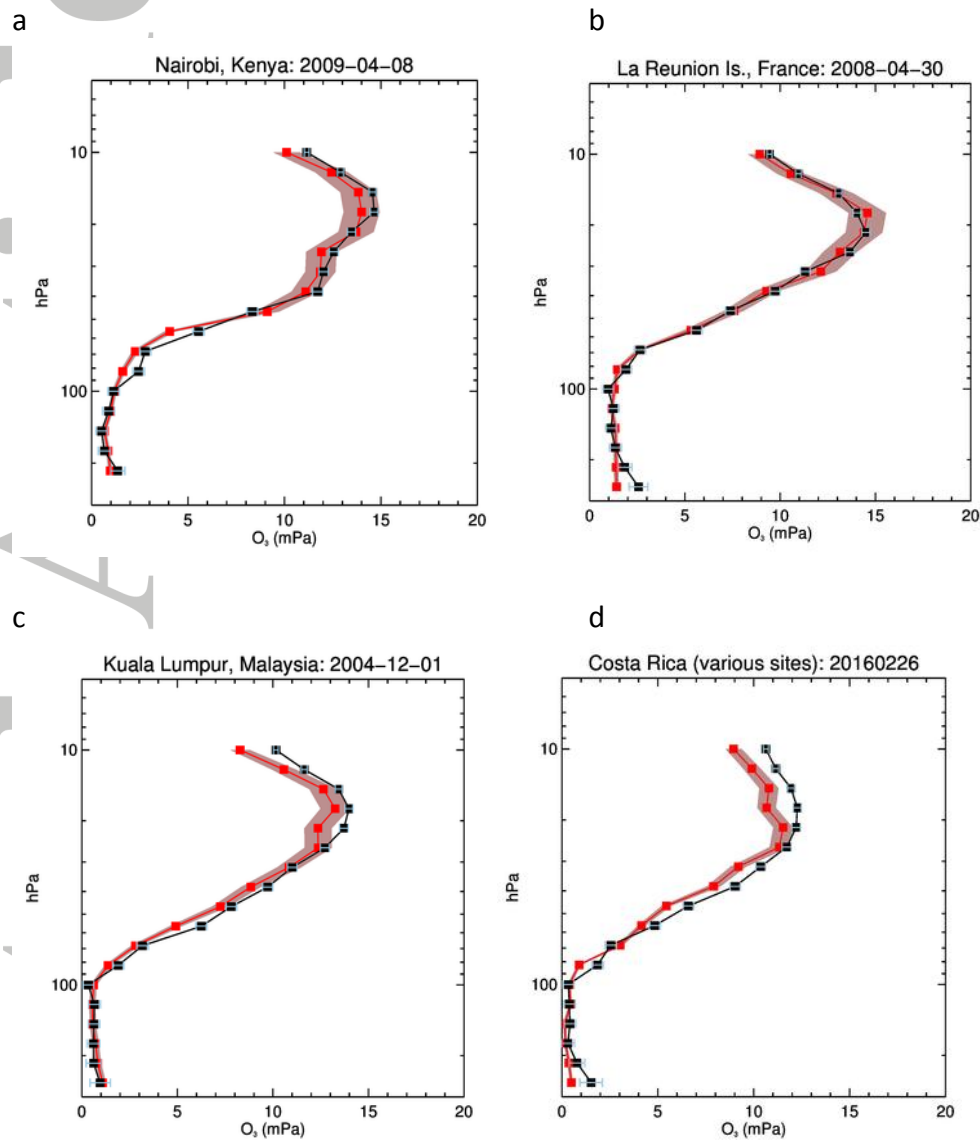 a
Nairobi, Kenya: 2009-04-08
10
100
hPa
0 5 10 15 20
O₃ (mPa)
b
La Reunion Is., France: 2008-04-30
10
100
hPa
0 5 10 15 20
O₃ (mPa)
c
Kuala Lumpur, Malaysia: 2004-12-01
10
100
hPa
0 5 10 15 20
O₃ (mPa)
d
Costa Rica (various sites): 20160226
10
100
hPa
0 5 10 15 20
O₃ (mPa)